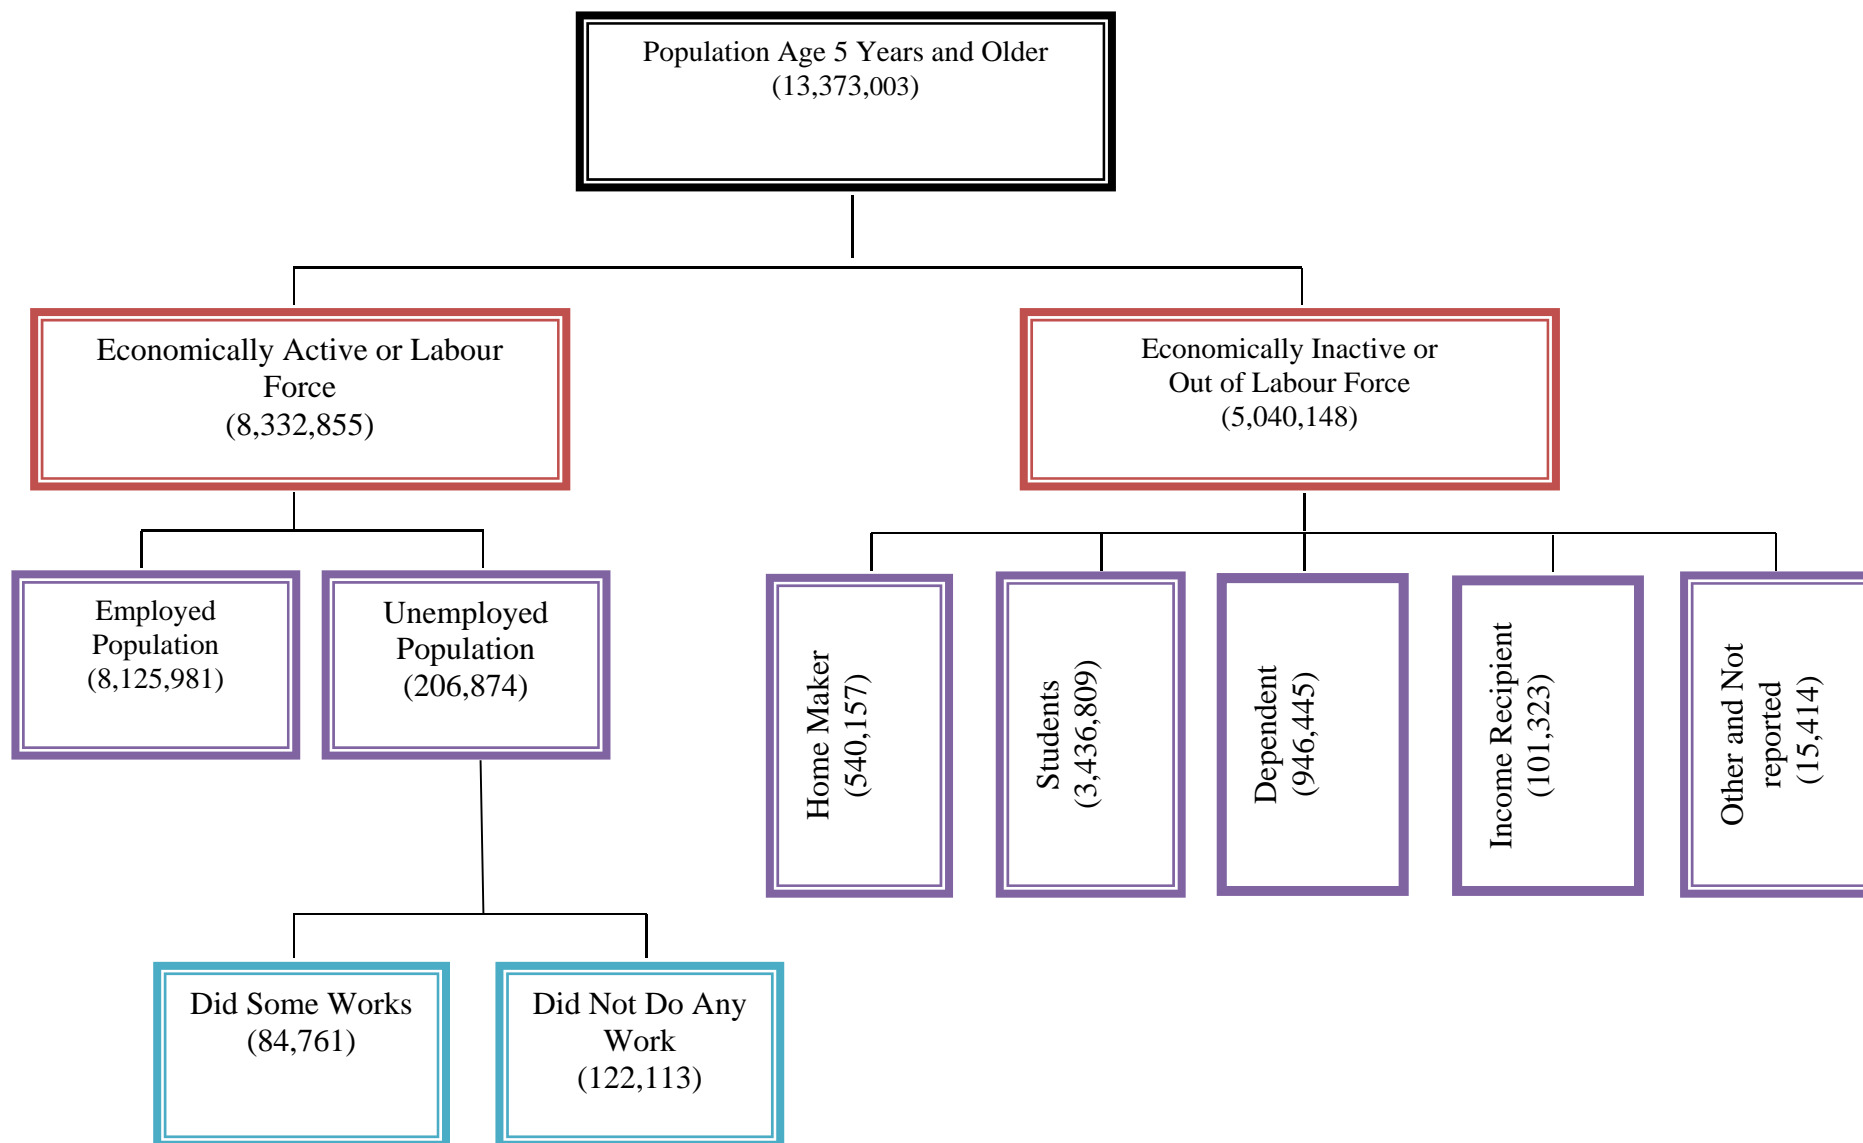 Population Age 5 Years and Older
(13,373,003)
Economically Active or Labour
Force
(8,332,855)
Economically Inactive or
Out of Labour Force
(5,040,148)
Employed
Population
(8,125,981)
Unemployed
Population
(206,874)
Home Maker
(540,157)
Students
(3,436,809)
Dependent
(946,445)
Income Recipient
(101,323)
Other and Not
reported
(15,414)
Did Some Works
(84,761)
Did Not Do Any
Work
(122,113)